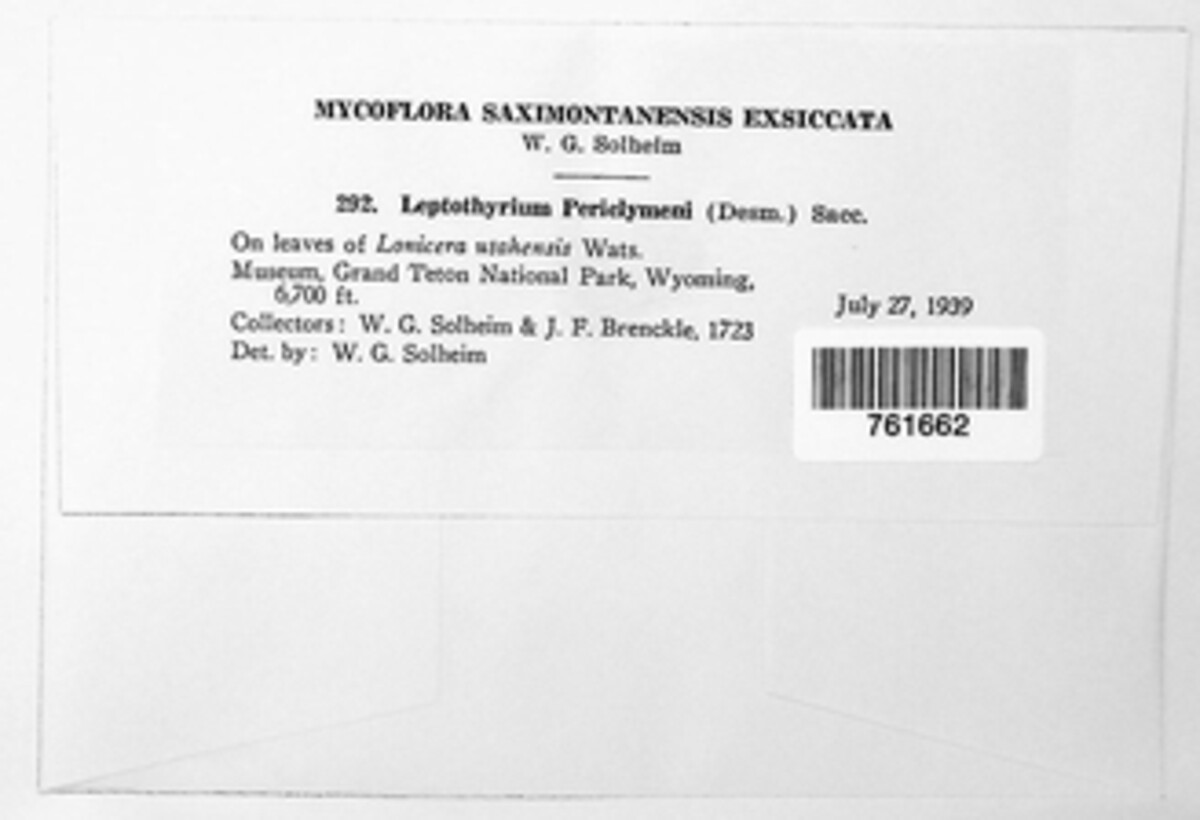 MYCOFLORA SAXIMONTANENSIS EXSICCATA
W. G. Solheim
292. Leptothyrium Periclymeni (Desm.) Sacc.
On leaves of Lonicera utahensis Wats.
Museum, Grand Teton National Park, Wyoming,
6,700 ft.
July 27, 1939
Collectors: W. G. Solheim & J. F. Brenckle, 1723
Det. by: W. G. Solheim
761662